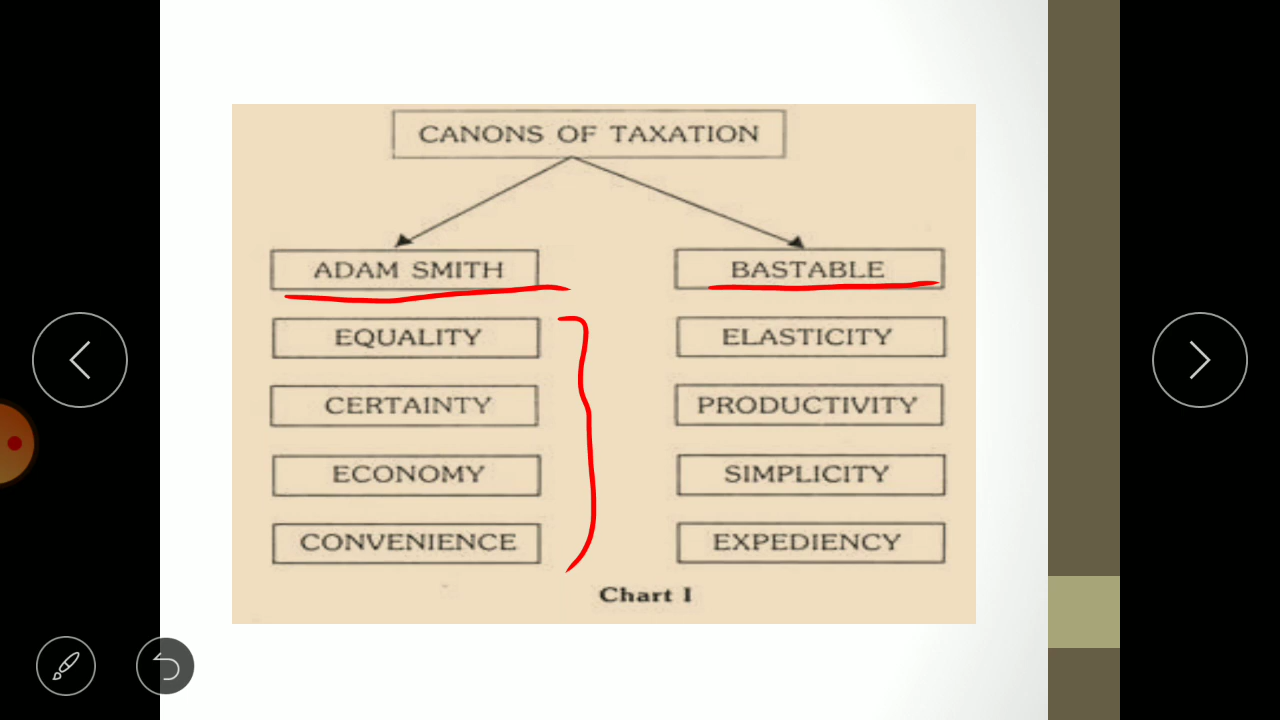 CANONS OF TAXATION
ADAM SMITH
EQUALITY
CERTAINTY
ECONOMY
CONVENIENCE
BASTABLE
ELASTICITY
PRODUCTIVITY
SIMPLICITY
EXPEDIENCY
Chart I